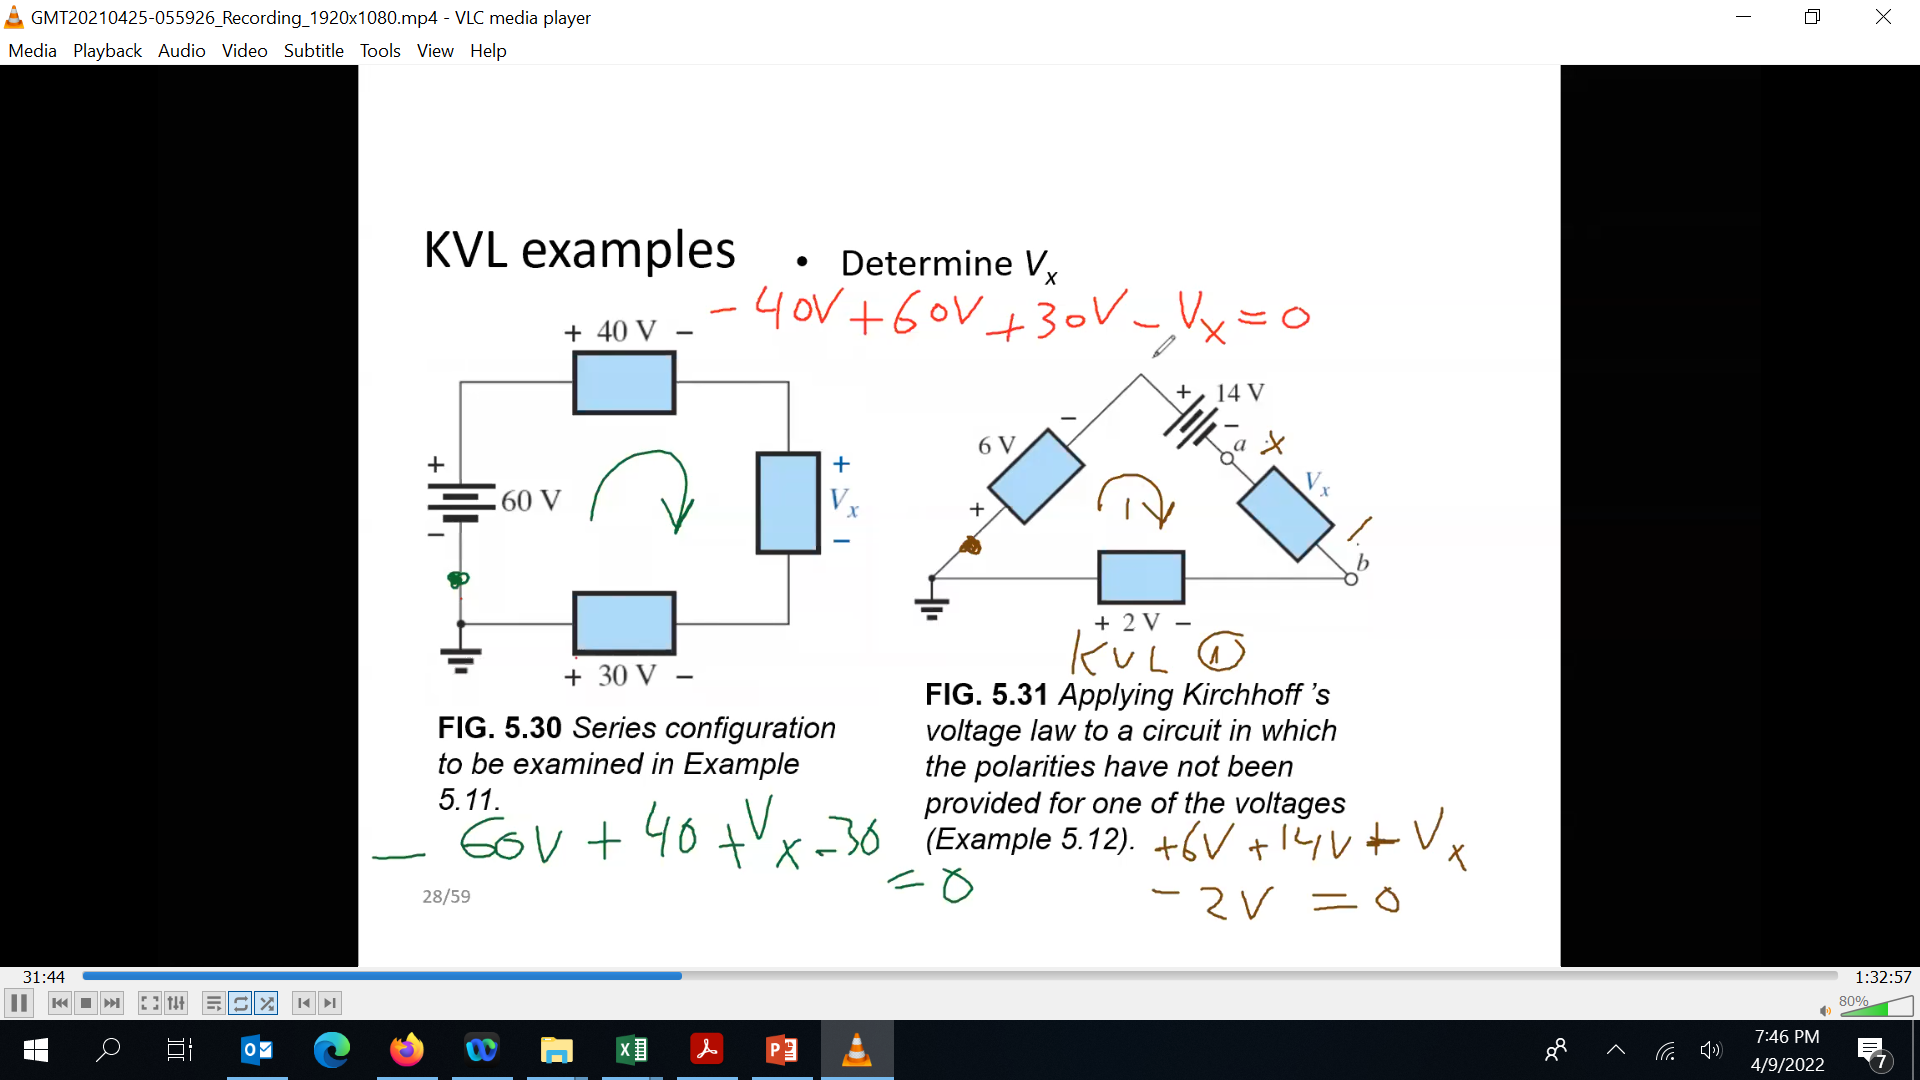 GMT20210425-055926_Recording_1920x1080.mp4 - VLC media player
Media Playback Audio Video Subtitle Tools View Help
KVL examples
• Determine Vx
- 40V + 60V + 30V - Vx = 0
+ 40 V -
+
60 V
-
+
Vx
-
+ 30 V -
-
6 V
+
+ 14 V
-
a x
Vx
-
b
1
+ 2 V -
KVL 1
FIG. 5.30 Series configuration
to be examined in Example
5.11.
FIG. 5.31 Applying Kirchhoff 's
voltage law to a circuit in which
the polarities have not been
provided for one of the voltages
(Example 5.12).
- 60V + 40 + Vx - 30
= 0
+6V + 14V + Vx
- 2V = 0
28/59
31:44
1:32:57
80%
7:46 PM
4/9/2022
7